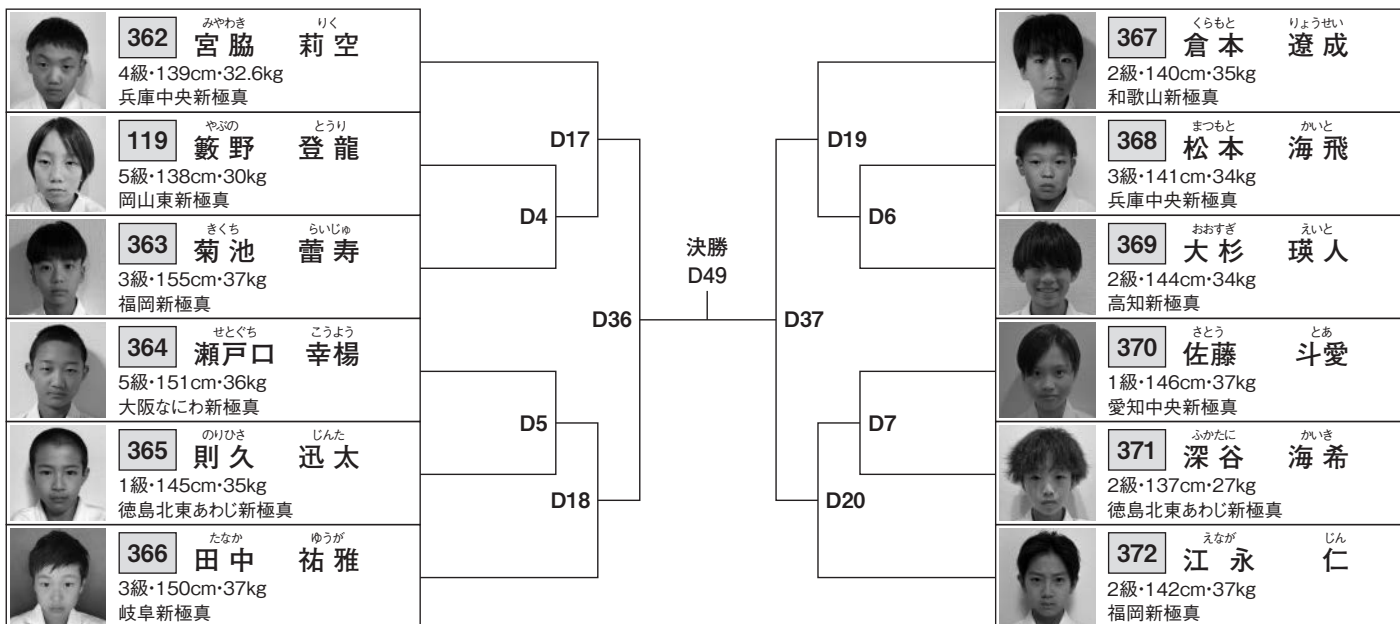 みやわき りく
362 宮脇 莉空
4級・139cm・32.6kg
兵庫中央新極真
やぶの とうり
119 籔野 登龍
5級・138cm・30kg
岡山東新極真
きくち らいじゅ
363 菊池 蕾寿
3級・155cm・37kg
福岡新極真
せとぐち こうよう
364 瀬戸口 幸楊
5級・151cm・36kg
大阪なにわ新極真
のりひさ じんた
365 則久 迅太
1級・145cm・35kg
徳島北東あわじ新極真
たなか ゆうが
366 田中 祐雅
3級・150cm・37kg
岐阜新極真
D17
D4
D36
D5
D18
決勝
D49
D19
D6
D37
D7
D20
くらもと りょうせい
367 倉本 遼成
2級・140cm・35kg
和歌山新極真
まつもと かいと
368 松本 海飛
3級・141cm・34kg
兵庫中央新極真
おおすぎ えいと
369 大杉 瑛人
2級・144cm・34kg
高知新極真
さとう とあ
370 佐藤 斗愛
1級・146cm・37kg
愛知中央新極真
ふかたに かいき
371 深谷 海希
2級・137cm・27kg
徳島北東あわじ新極真
えなが じん
372 江永 仁
2級・142cm・37kg
福岡新極真